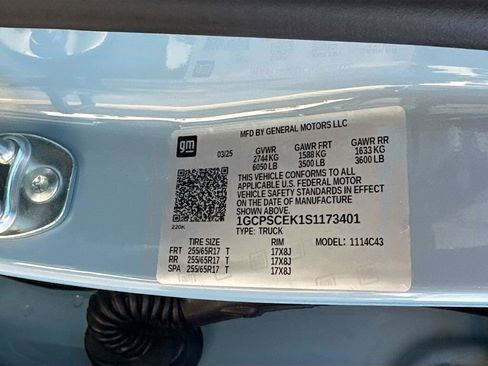 MFD BY GENERAL MOTORS LLC
gm
03/25 GVWR GAWR FRT GAWR RR
2744 KG 1588 KG 1633 KG
6050 LB 3500 LB 3600 LB
THIS VEHICLE CONFORMS TO ALL
APPLICABLE U.S. FEDERAL MOTOR
VEHICLE SAFETY STANDARDS IN EFFECT
ON THE DATE OF MANUFACTURE
SHOWN ABOVE.
220K
1GCPSCEK1S1173401
TYPE: TRUCK
TIRE SIZE RIM MODEL: 1114C43
FRT 255/65R17 T 17X8J
RR 255/65R17 T 17X8J
SPA 255/65R17 T 17X8J